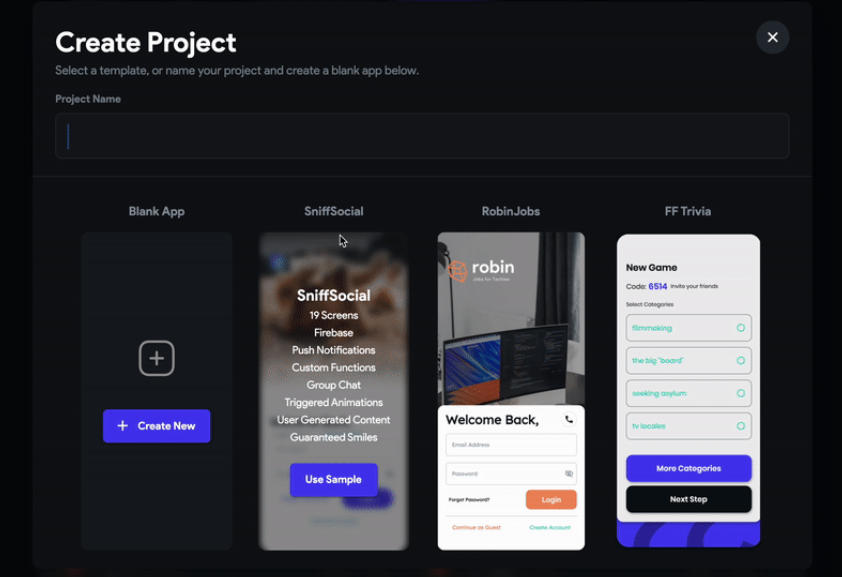 Create Project
Select a template, or name your project and create a blank app below.
Project Name
Blank App
SniffSocial
RobinJobs
FF Trivia
Create New
SniffSocial
19 Screens
Firebase
Push Notifications
Custom Functions
Group Chat
Triggered Animations
User Generated Content
Guaranteed Smiles
Use Sample
robin
Jobs for Techies
Welcome Back,
Email Address
Password
Forgot Password?
Login
Continue as Guest
Create Account
New Game
Code: 6514 Invite your friends
Select Categories
filmmaking
the big "board"
seeking asylum
tv locales
More Categories
Next Step